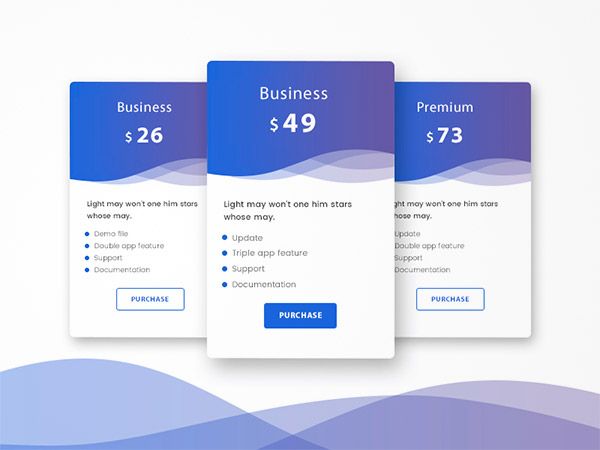 Business
$ 26
Light may won't one him stars
whose may.
Demo file
Double app feature
Support
Documentation
PURCHASE
Business
$ 49
Light may won't one him stars
whose may.
Update
Triple app feature
Support
Documentation
PURCHASE
Premium
$ 73
ght may won't one him stars
whose may.
Update
Double app feature
Support
Documentation
PURCHASE